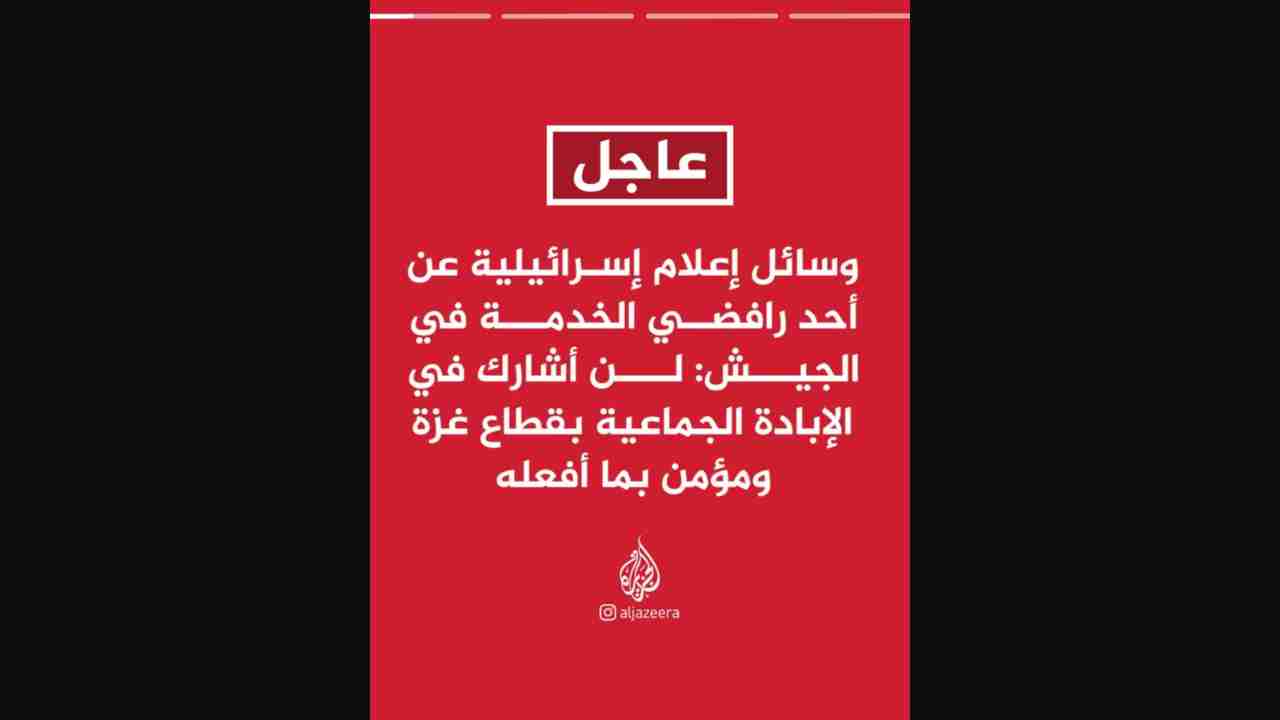 عاجل
وسائل إعلام إسرائيلية عن
أحد رافضي الخدمة في
الجيش: لن أشارك في
الإبادة الجماعية بقطاع غزة
ومؤمن بما أفعله
الجزيرة
aljazeera